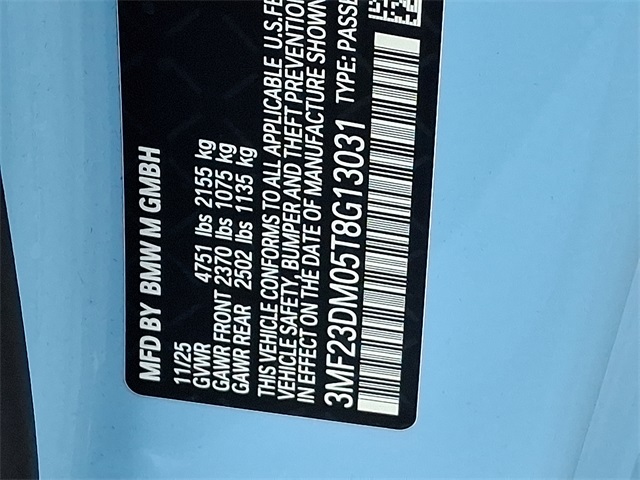 MFD BY BMW M GMBH
11/25
GVWR 4751 lbs 2155 kg
GAWR FRONT 2370 lbs 1075 kg
GAWR REAR 2502 lbs 1135 kg
THIS VEHICLE CONFORMS TO ALL APPLICABLE U.S. FE
VEHICLE SAFETY, BUMPER AND THEFT PREVENTION
IN EFFECT ON THE DATE OF MANUFACTURE SHOWN
3MF23DM05T8G13031 TYPE: PASSE